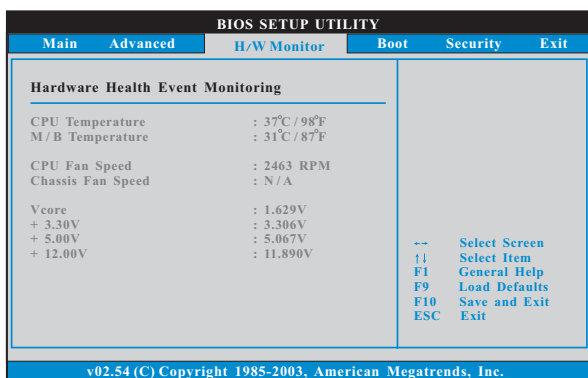 BIOS SETUP UTILITY
Main Advanced H/W Monitor Boot Security Exit
Hardware Health Event Monitoring
CPU Temperature : 37°C / 98°F
M / B Temperature : 31°C / 87°F
CPU Fan Speed : 2463 RPM
Chassis Fan Speed : N / A
Vcore : 1.629V
+ 3.30V : 3.306V
+ 5.00V : 5.067V
+ 12.00V : 11.890V
←→ Select Screen
↑↓ Select Item
F1 General Help
F9 Load Defaults
F10 Save and Exit
ESC Exit
v02.54 (C) Copyright 1985-2003, American Megatrends, Inc.